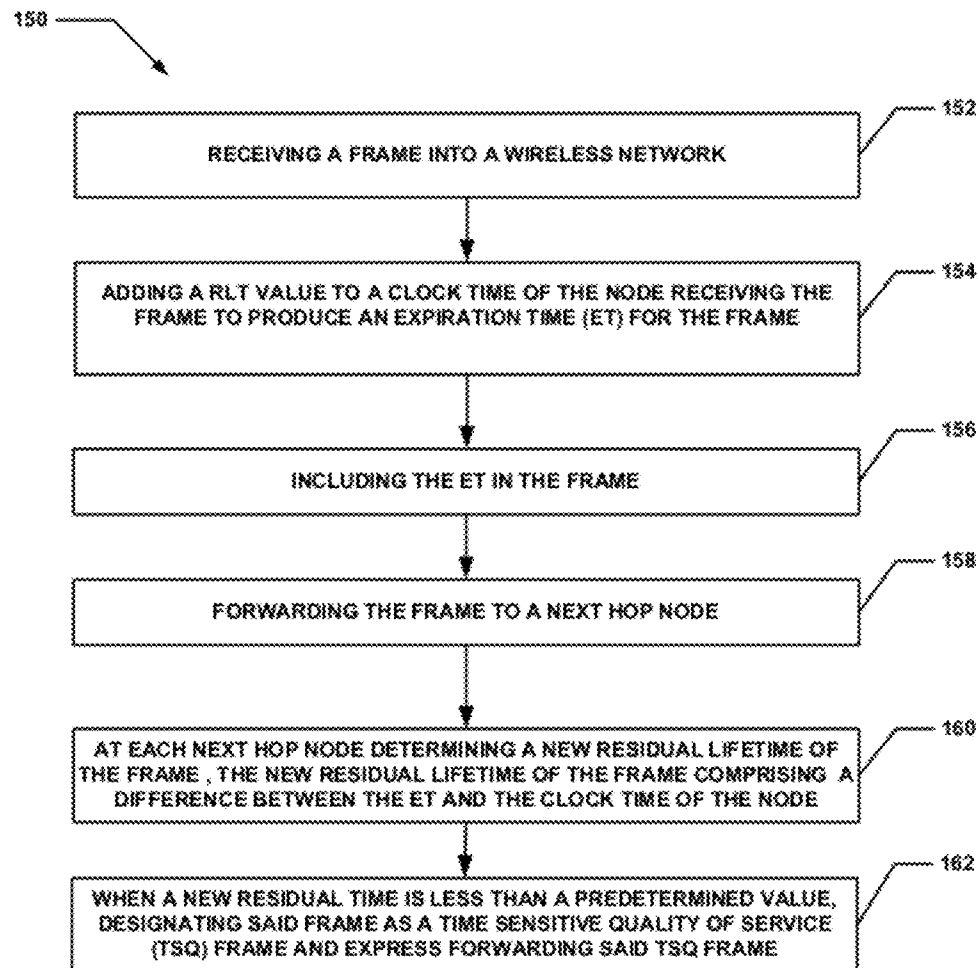 150
152
RECEIVING A FRAME INTO A WIRELESS NETWORK
154
ADDING A RLT VALUE TO A CLOCK TIME OF THE NODE RECEIVING THE
FRAME TO PRODUCE AN EXPIRATION TIME (ET) FOR THE FRAME
156
INCLUDING THE ET IN THE FRAME
158
FORWARDING THE FRAME TO A NEXT HOP NODE
160
AT EACH NEXT HOP NODE DETERMINING A NEW RESIDUAL LIFETIME OF
THE FRAME , THE NEW RESIDUAL LIFETIME OF THE FRAME COMPRISING A
DIFFERENCE BETWEEN THE ET AND THE CLOCK TIME OF THE NODE
162
WHEN A NEW RESIDUAL TIME IS LESS THAN A PREDETERMINED VALUE,
DESIGNATING SAID FRAME AS A TIME SENSITIVE QUALITY OF SERVICE
(TSQ) FRAME AND EXPRESS FORWARDING SAID TSQ FRAME